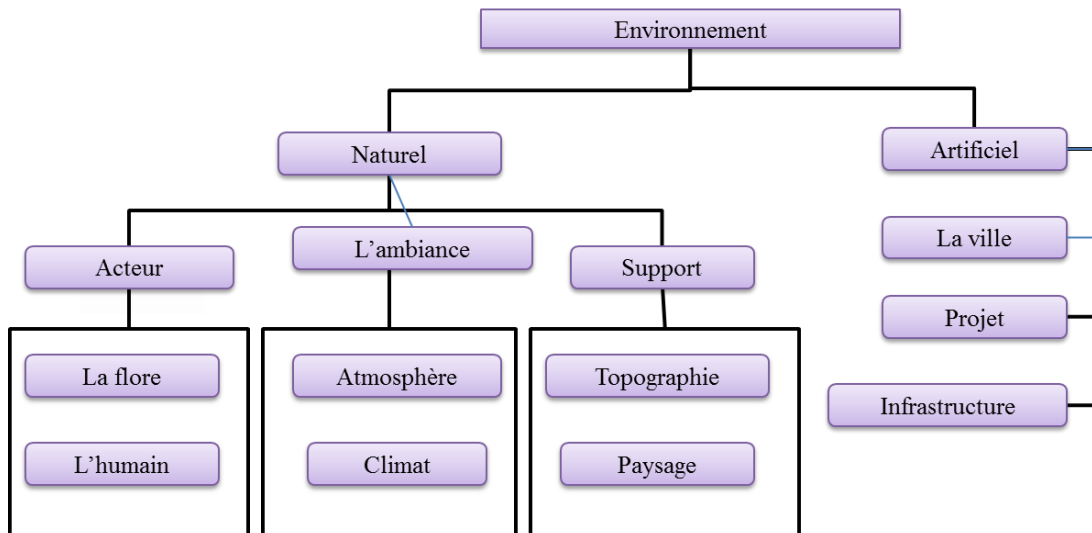 Environnement
Naturel
Artificiel
Acteur
L’ambiance
Support
La ville
Projet
Infrastructure
La flore
Atmosphère
Topographie
L’humain
Climat
Paysage